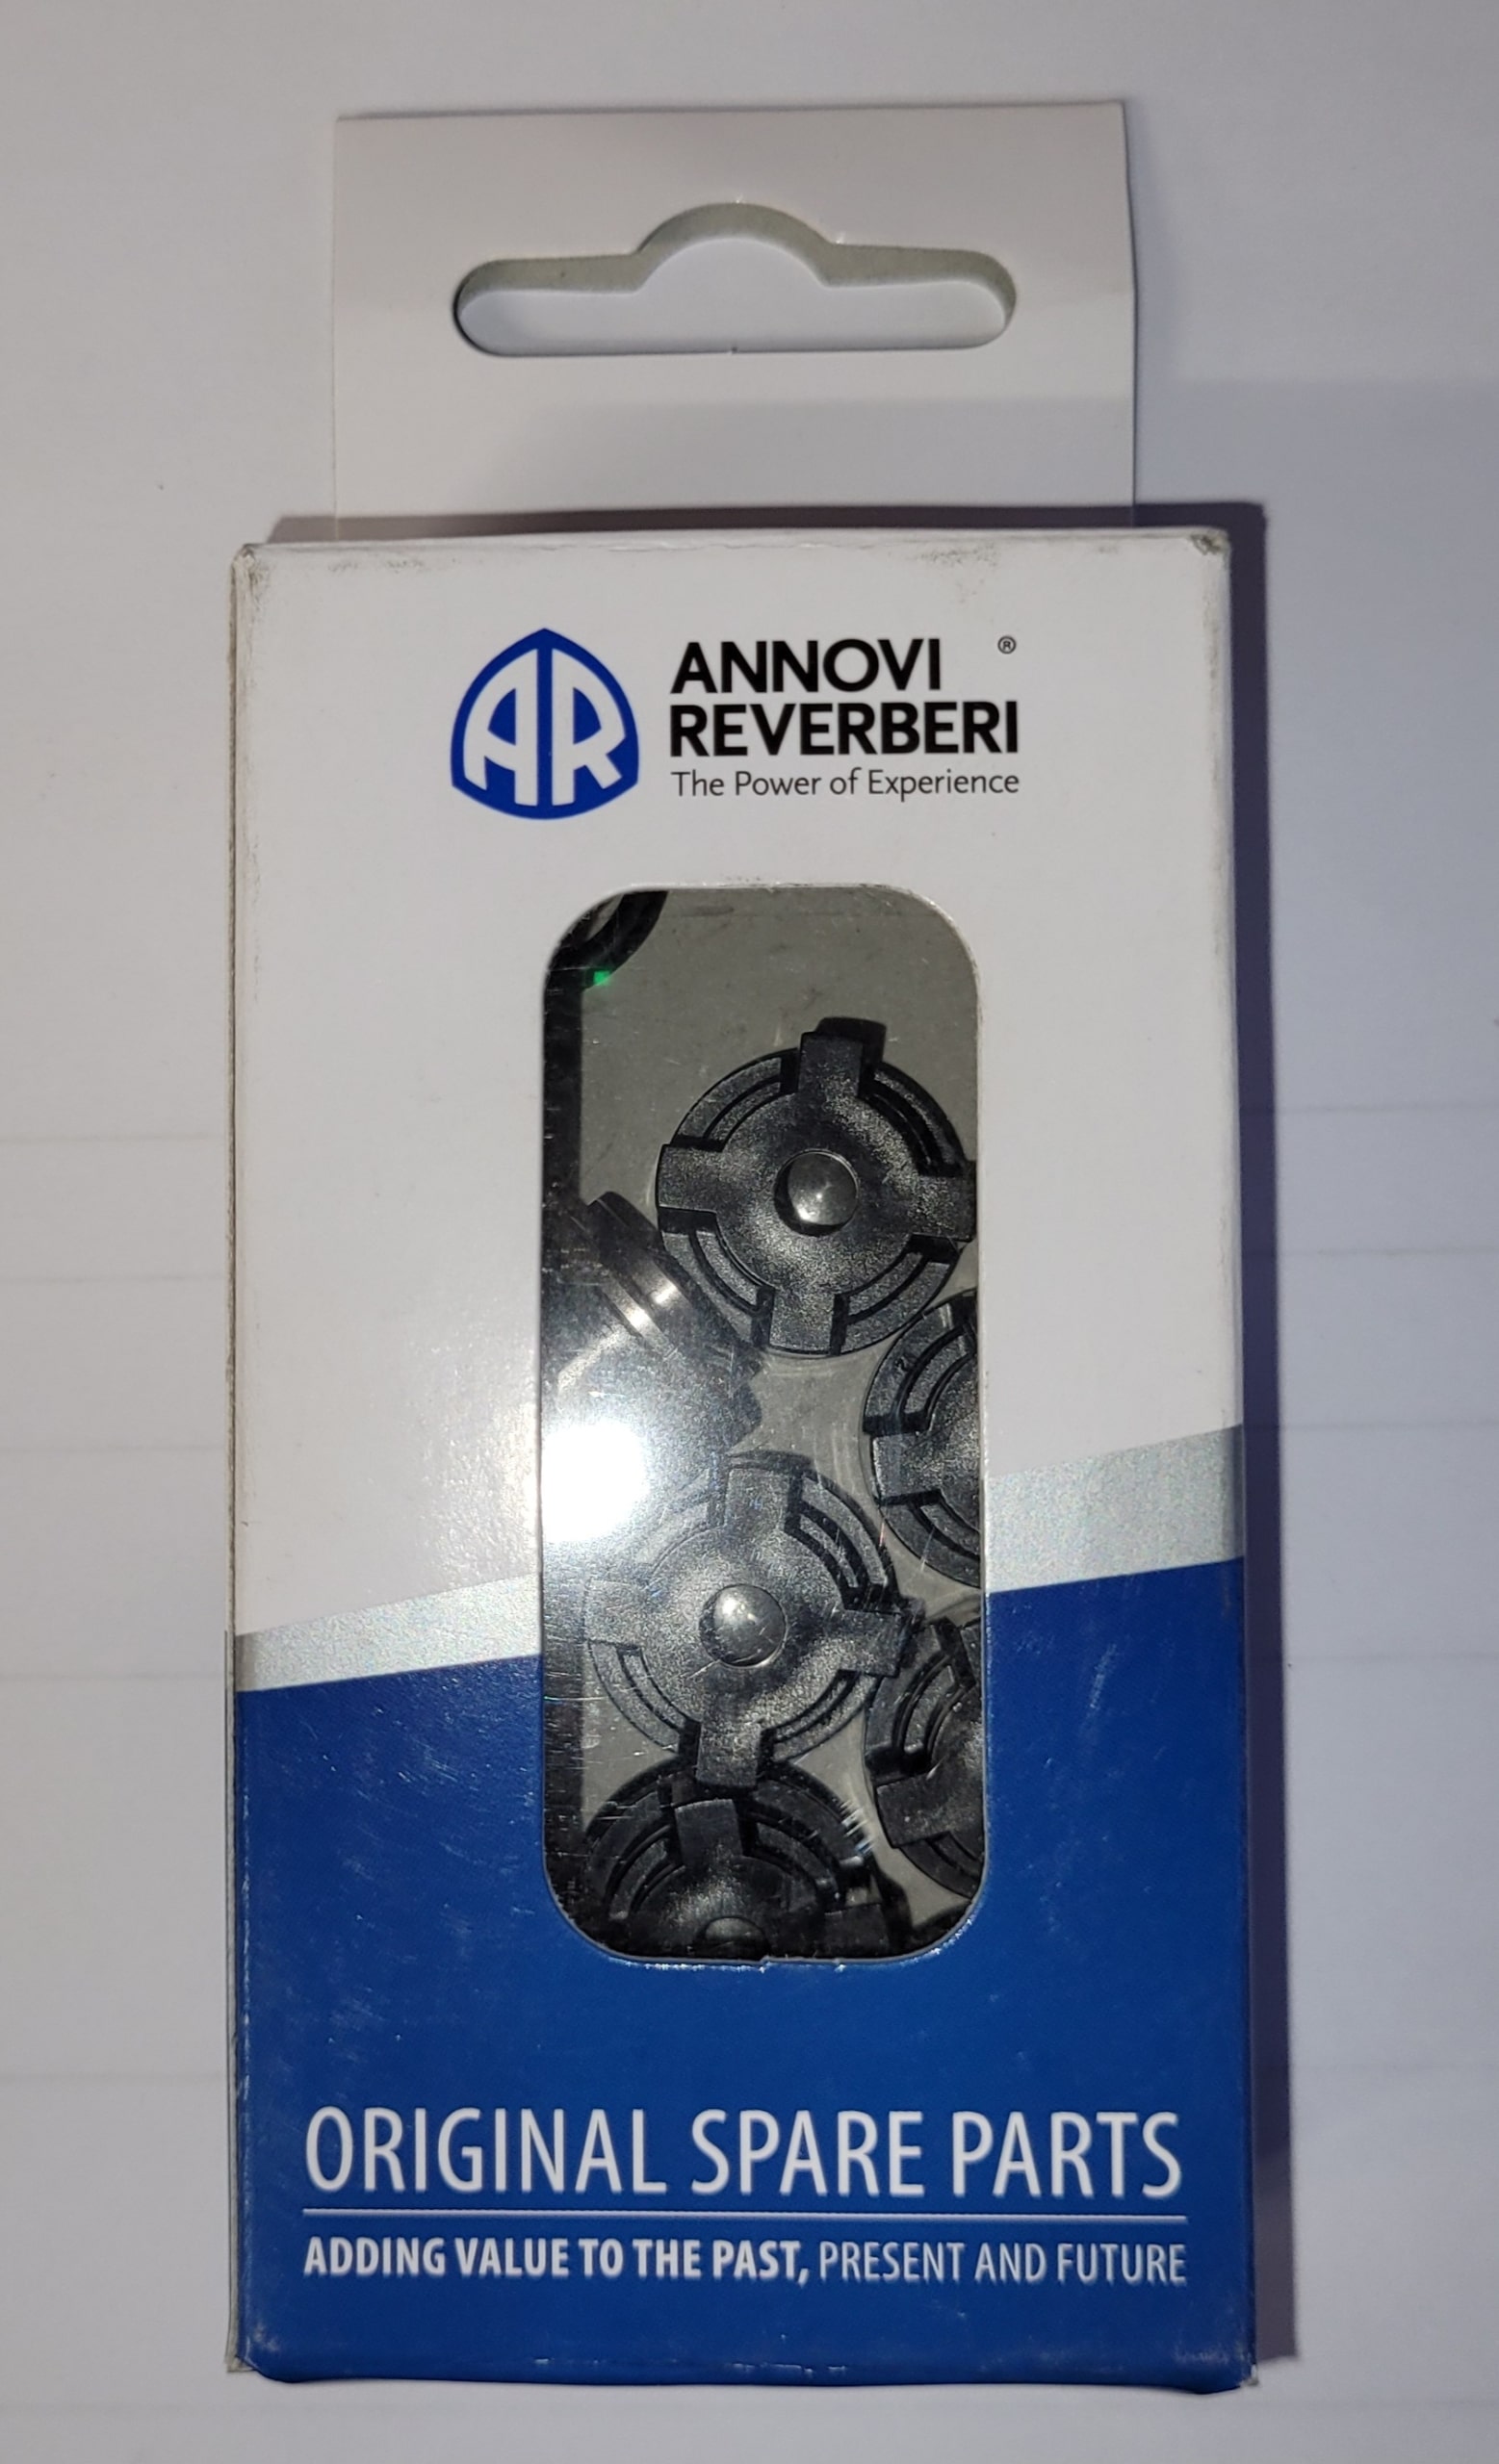 AR
ANNOVI ®
REVERBERI
The Power of Experience
ORIGINAL SPARE PARTS
ADDING VALUE TO THE PAST, PRESENT AND FUTURE